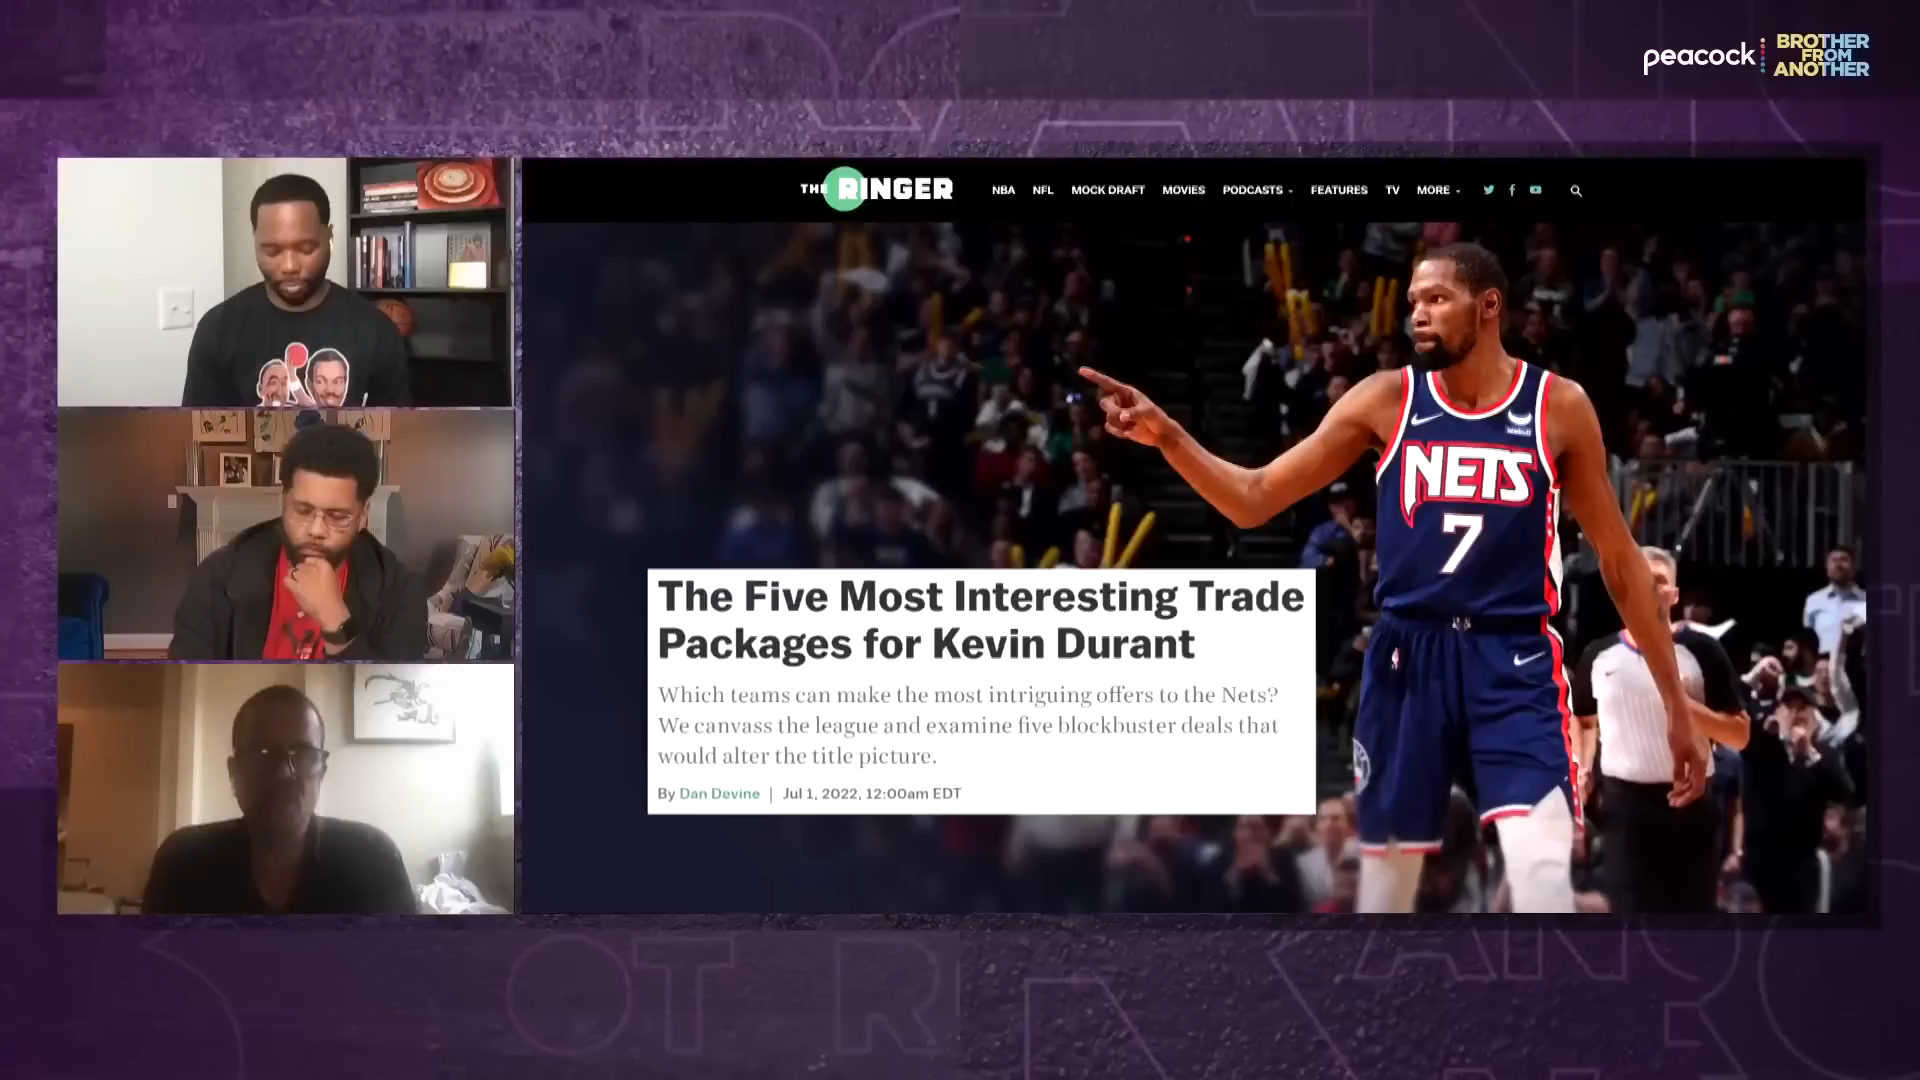 peacock
BROTHER
FROM
ANOTHER
THE RINGER
NBA NFL MOCK DRAFT MOVIES PODCASTS FEATURES TV MORE
NETS
7
The Five Most Interesting Trade
Packages for Kevin Durant
Which teams can make the most intriguing offers to the Nets?
We canvass the league and examine five blockbuster deals that
would alter the title picture.
By Dan Devine | Jul 1, 2022, 12:00am EDT